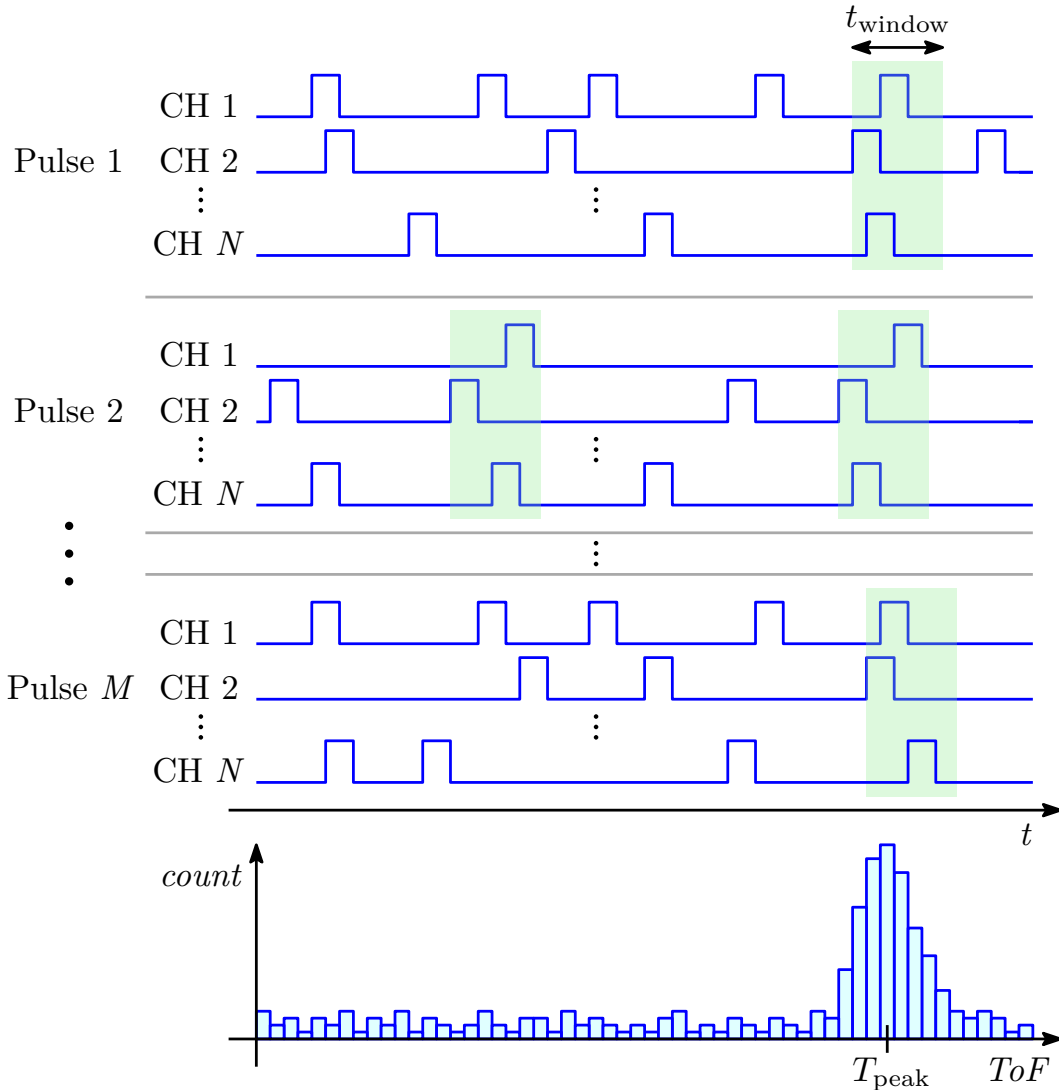 t_window
CH 1
Pulse 1 CH 2
⋮ ⋮
CH N
CH 1
Pulse 2 CH 2
⋮ ⋮
CH N
⋮ ⋮
CH 1
Pulse M CH 2
⋮ ⋮
CH N
t
count
T_peak ToF